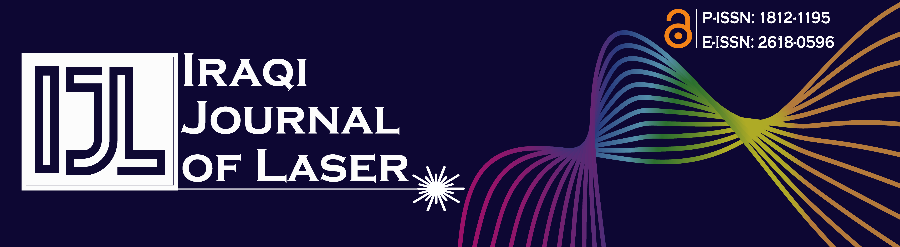 IJL
IRAQI
JOURNAL
OF LASER
P-ISSN: 1812-1195
E-ISSN: 2618-0596